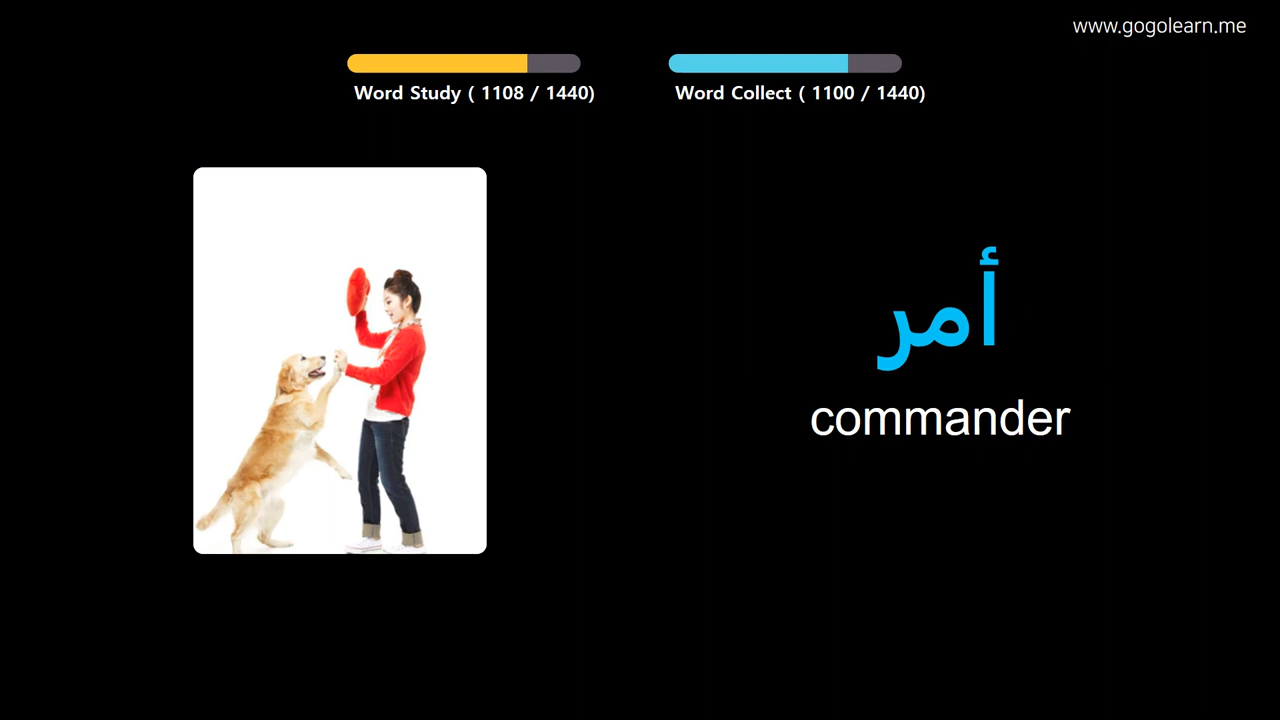 www.gogolearn.me
Word Study ( 1108 / 1440)
Word Collect ( 1100 / 1440)
أمر
commander